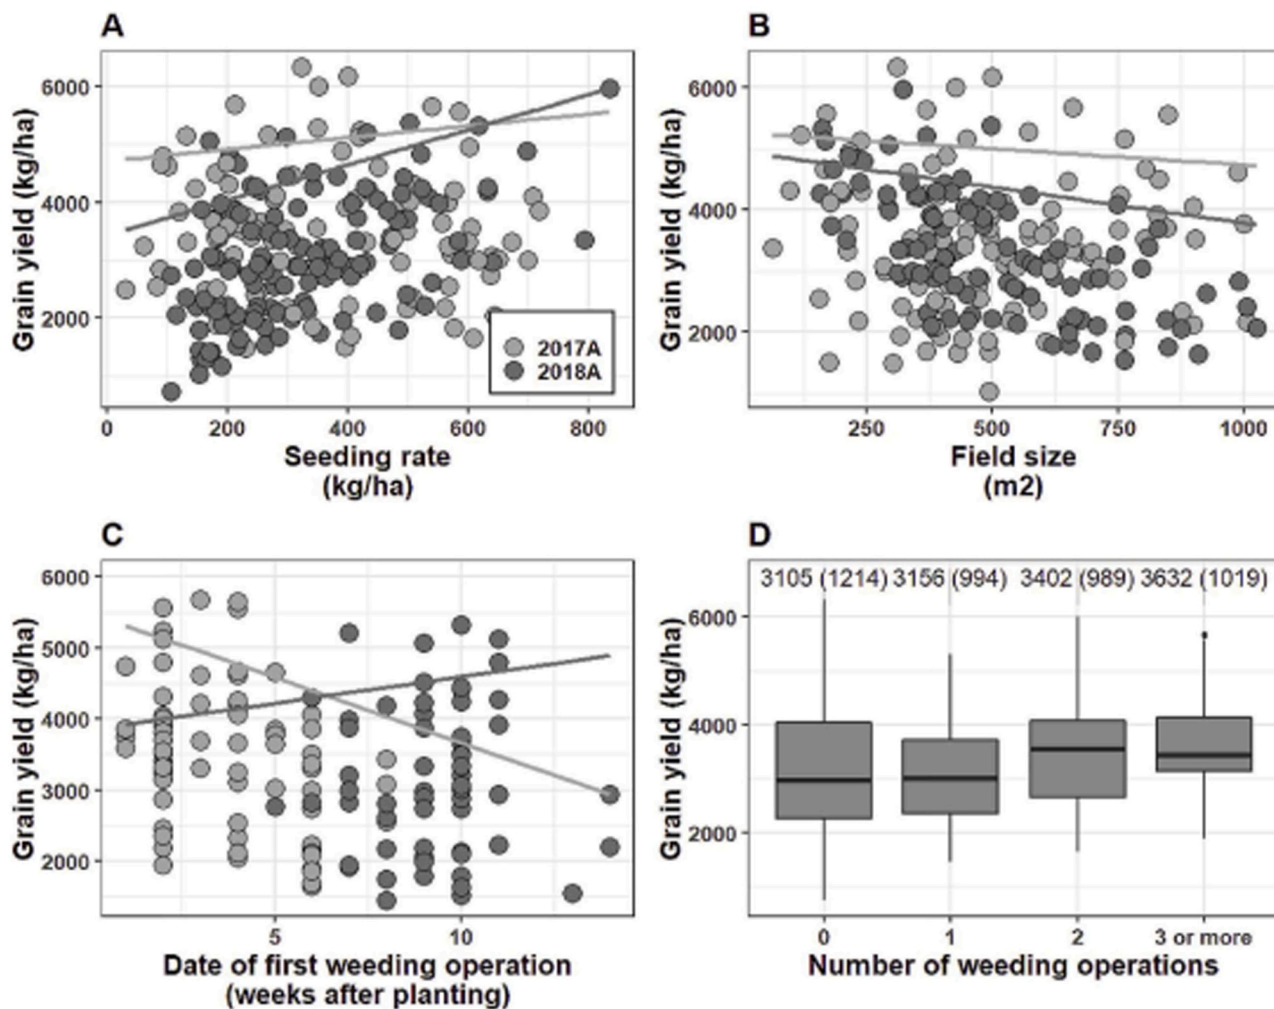 A
Grain yield (kg/ha)
6000
4000
2000
0
200
400
600
800
Seeding rate
(kg/ha)
2017A
2018A
B
Grain yield (kg/ha)
6000
4000
2000
250
500
750
1000
Field size
(m2)
C
Grain yield (kg/ha)
6000
5000
4000
3000
2000
5
10
Date of first weeding operation
(weeks after planting)
D
3105 (1214) 3156 (994) 3402 (989) 3632 (1019)
Grain yield (kg/ha)
6000
4000
2000
0
1
2
3 or more
Number of weeding operations